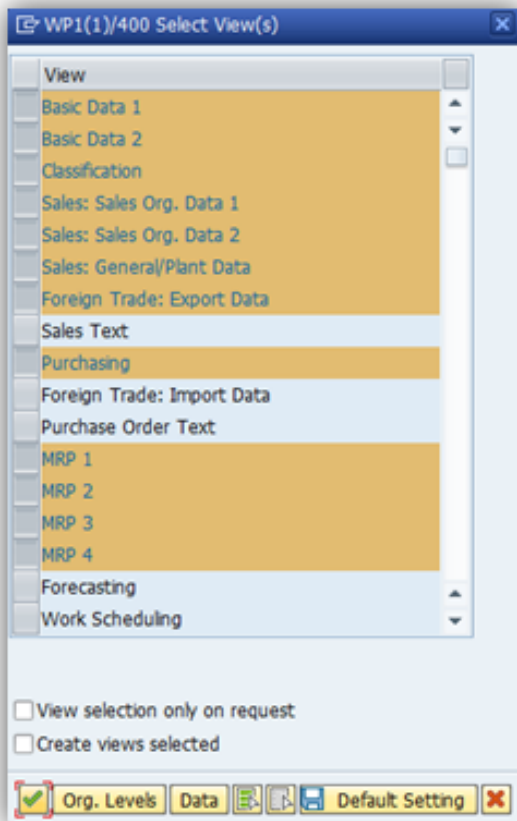 WP1(1)/400 Select View(s)
View
Basic Data 1
Basic Data 2
Classification
Sales: Sales Org. Data 1
Sales: Sales Org. Data 2
Sales: General/Plant Data
Foreign Trade: Export Data
Sales Text
Purchasing
Foreign Trade: Import Data
Purchase Order Text
MRP 1
MRP 2
MRP 3
MRP 4
Forecasting
Work Scheduling
View selection only on request
Create views selected
Org. Levels Data Default Setting